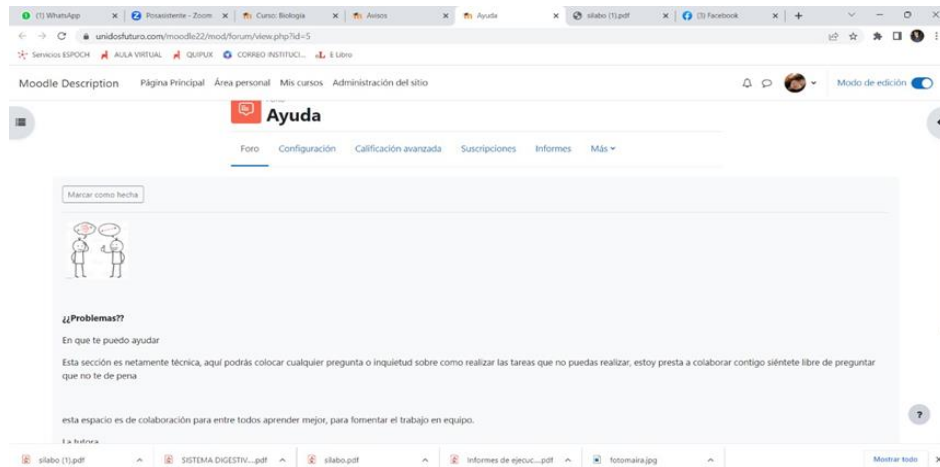 (1) WhatsApp
Posasistente - Zoom
Curso: Biología
Avisos
Ayuda
sílabo (1).pdf
(3) Facebook
unidosfuturo.com/moodle22/mod/forum/view.php?id=5
Servicios ESPOCH
AULA VIRTUAL
QUIPUX
CORREO INSTITUCI...
E Libro
Moodle Description
Página Principal
Área personal
Mis cursos
Administración del sitio
Modo de edición
Ayuda
Foro
Configuración
Calificación avanzada
Suscripciones
Informes
Más
Marcar como hecha
¿¿Problemas??
En que te puedo ayudar
Esta sección es netamente técnica, aquí podrás colocar cualquier pregunta o inquietud sobre como realizar las tareas que no puedas realizar, estoy presta a colaborar contigo siéntete libre de preguntar
que no te de pena
esta espacio es de colaboración para entre todos aprender mejor, para fomentar el trabajo en equipo.
La tutora
?
sílabo (1).pdf
SISTEMA DIGESTIV....pdf
sílabo.pdf
Informes de ejecuc....pdf
fotomaira.jpg
Mostrar todo